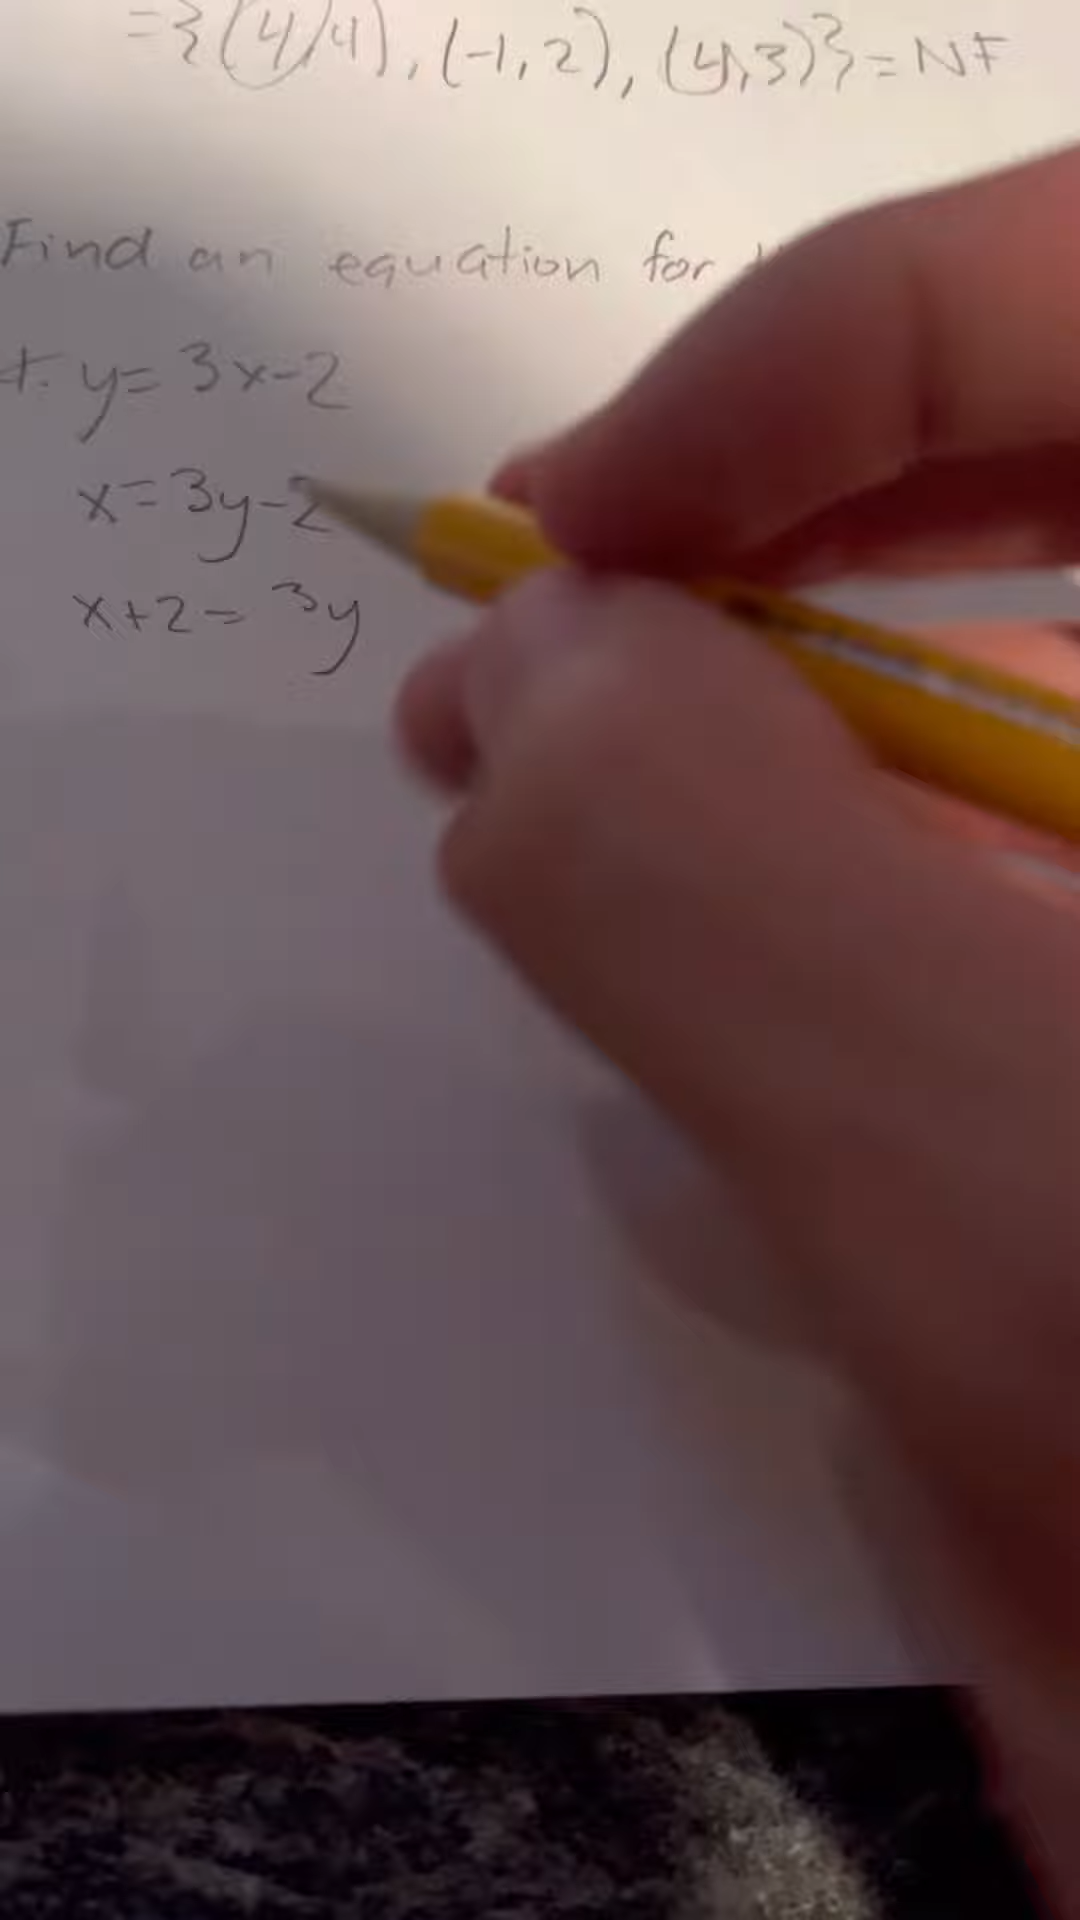 ={(4,4), (-1,2), (4,3)} = NF
Find an equation for
y= 3x-2
x=3y-2
x+2= 3y